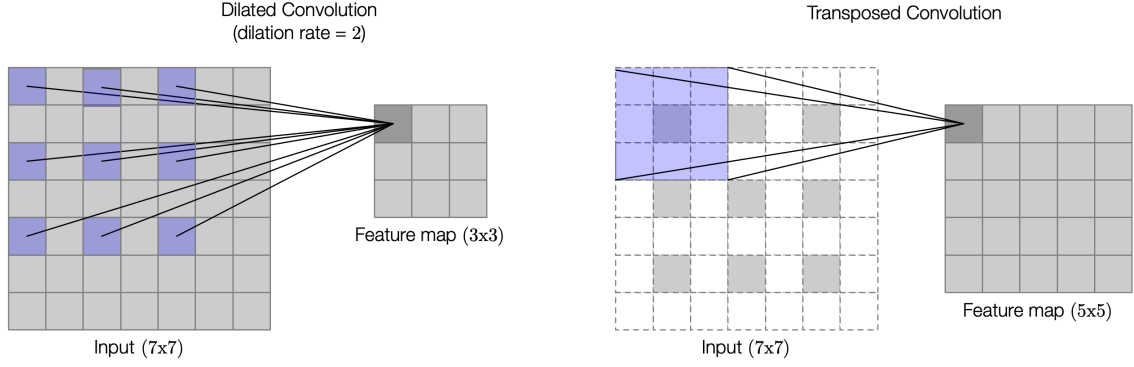 Dilated Convolution
(dilation rate = 2)
Transposed Convolution
Feature map (3x3)
Feature map (5x5)
Input (7x7)
Input (7x7)